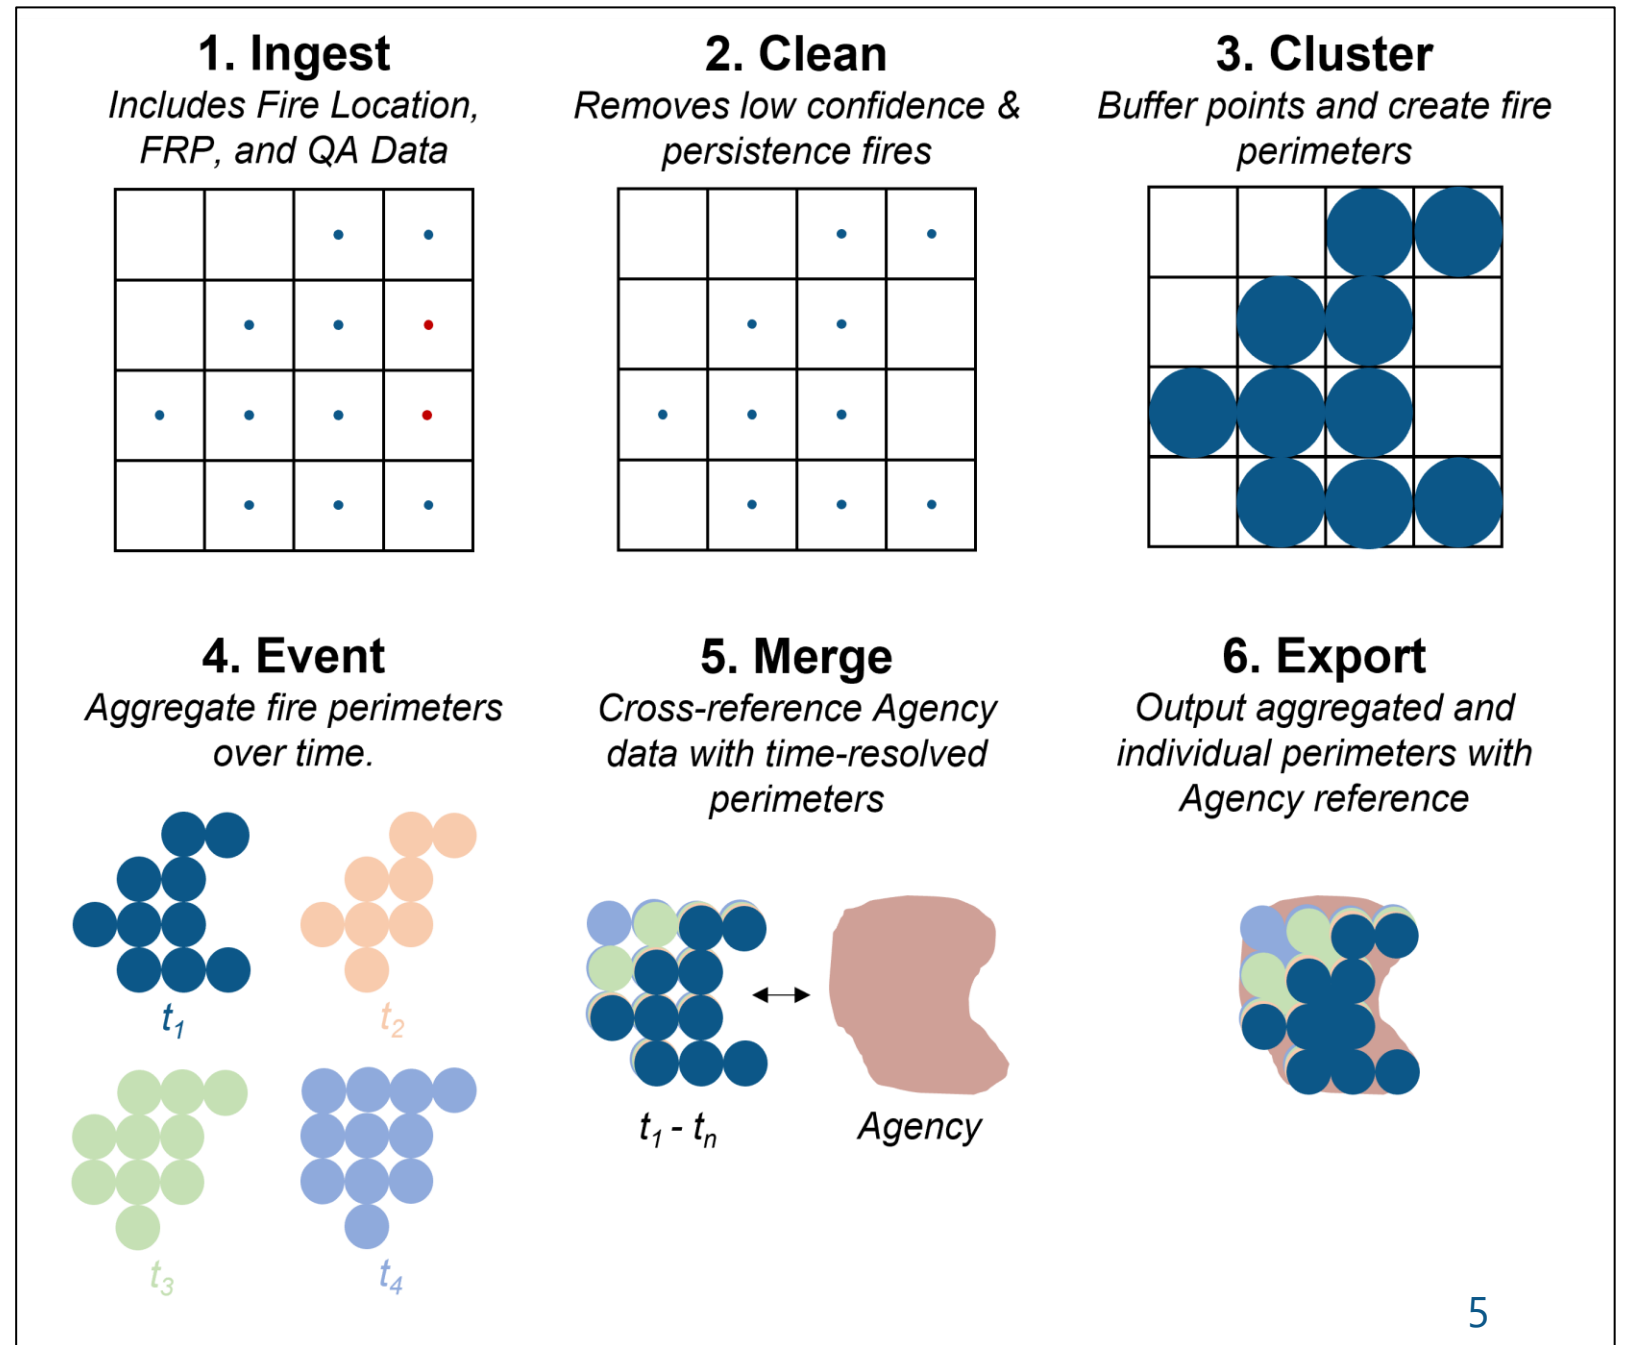 1. Ingest
Includes Fire Location,
FRP, and QA Data
2. Clean
Removes low confidence &
persistence fires
3. Cluster
Buffer points and create fire
perimeters
4. Event
Aggregate fire perimeters
over time.
t1
t2
t3
t4
5. Merge
Cross-reference Agency
data with time-resolved
perimeters
t1 - tn
Agency
6. Export
Output aggregated and
individual perimeters with
Agency reference
5